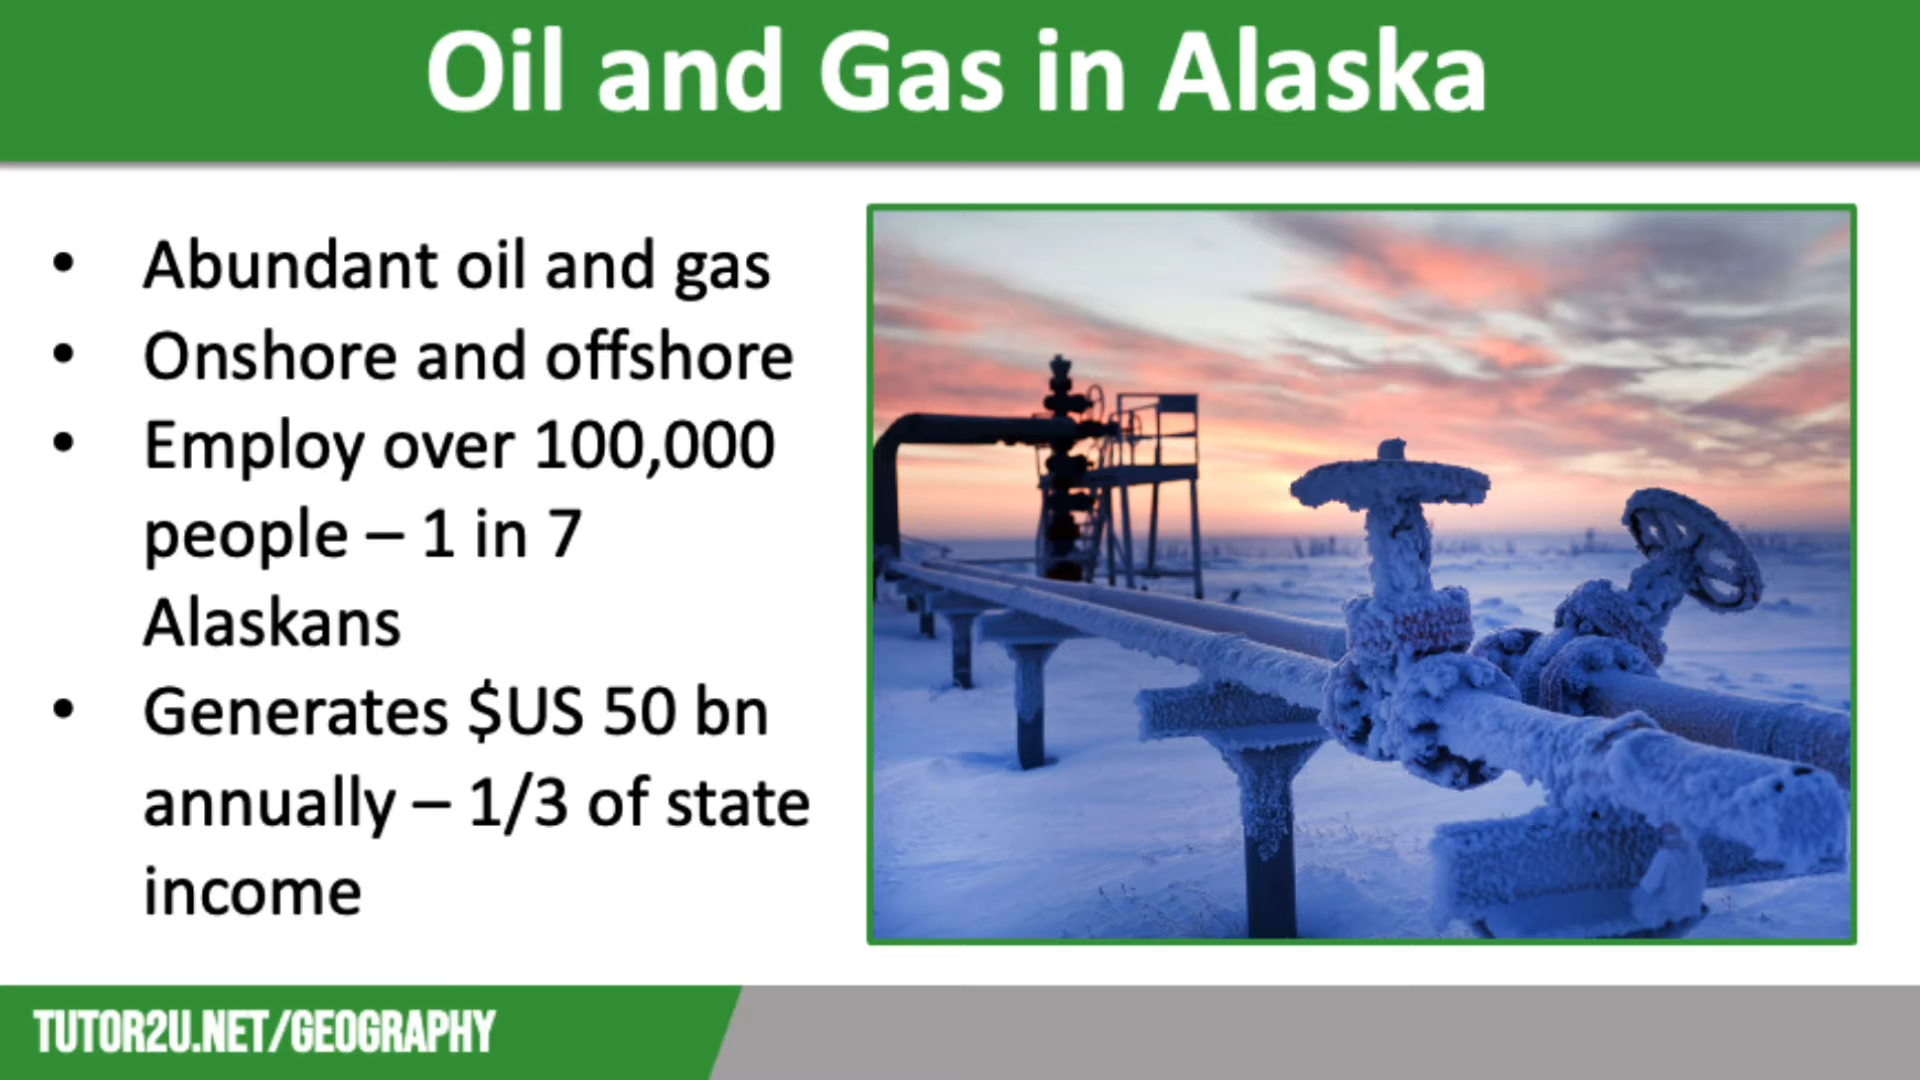 Oil and Gas in Alaska
• Abundant oil and gas
• Onshore and offshore
• Employ over 100,000
people – 1 in 7
Alaskans
• Generates $US 50 bn
annually – 1/3 of state
income
TUTOR2U.NET/GEOGRAPHY